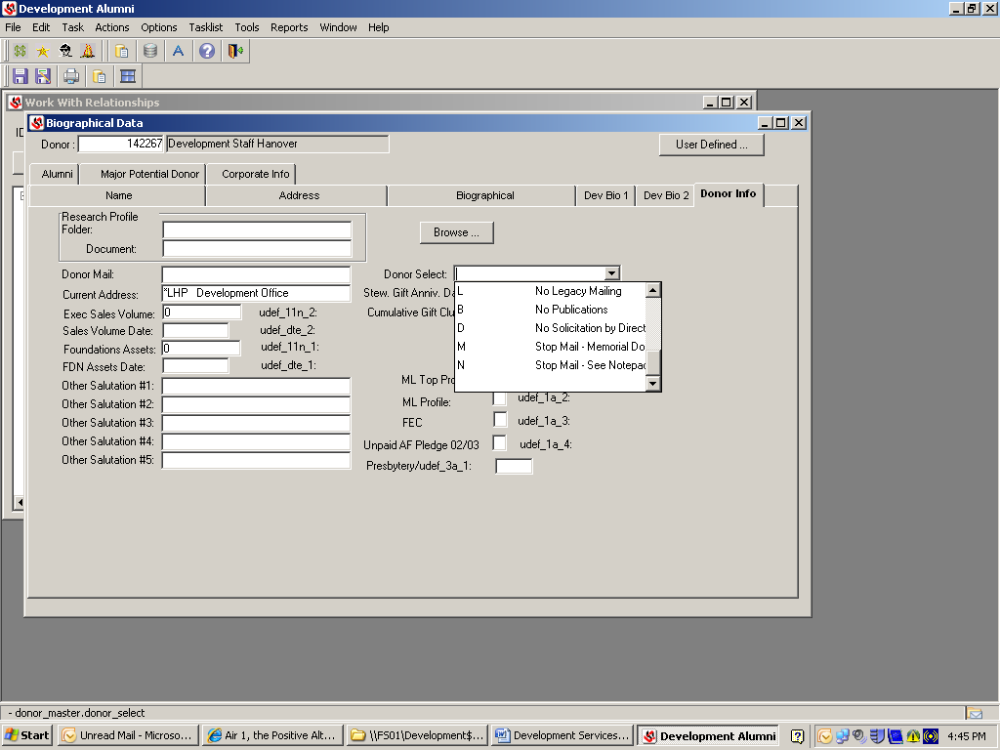 Development Alumni
File Edit Task Actions Options Tasklist Tools Reports Window Help
Work With Relationships
ID
Biographical Data
Donor: 142267 Development Staff Hanover User Defined ...
Alumni Major Potential Donor Corporate Info
Name Address Biographical Dev Bio 1 Dev Bio 2 Donor Info
Research Profile
Folder:
Browse ...
Document:
Donor Mail: Donor Select:
Current Address: *LHP Development Office Stew. Gift Anniv. Da
Exec Sales Volume: 0 udef_11n_2: Cumulative Gift Clu
Sales Volume Date: udef_dte_2:
Foundations Assets: 0 udef_11n_1:
FDN Assets Date: udef_dte_1:
L No Legacy Mailing
B No Publications
D No Solicitation by Direct
M Stop Mail - Memorial Do
N Stop Mail - See Notepad
Other Salutation #1: ML Top Pro
Other Salutation #2: ML Profile: udef_1a_2:
Other Salutation #3: FEC udef_1a_3:
Other Salutation #4: Unpaid AF Pledge 02/03 udef_1a_4:
Other Salutation #5: Presbytery/udef_3a_1:
- donor_master.donor_select
Start Unread Mail - Microso... Air 1, the Positive Alt... \\FS01\Development$... Development Services... Development Alumni 4:45 PM